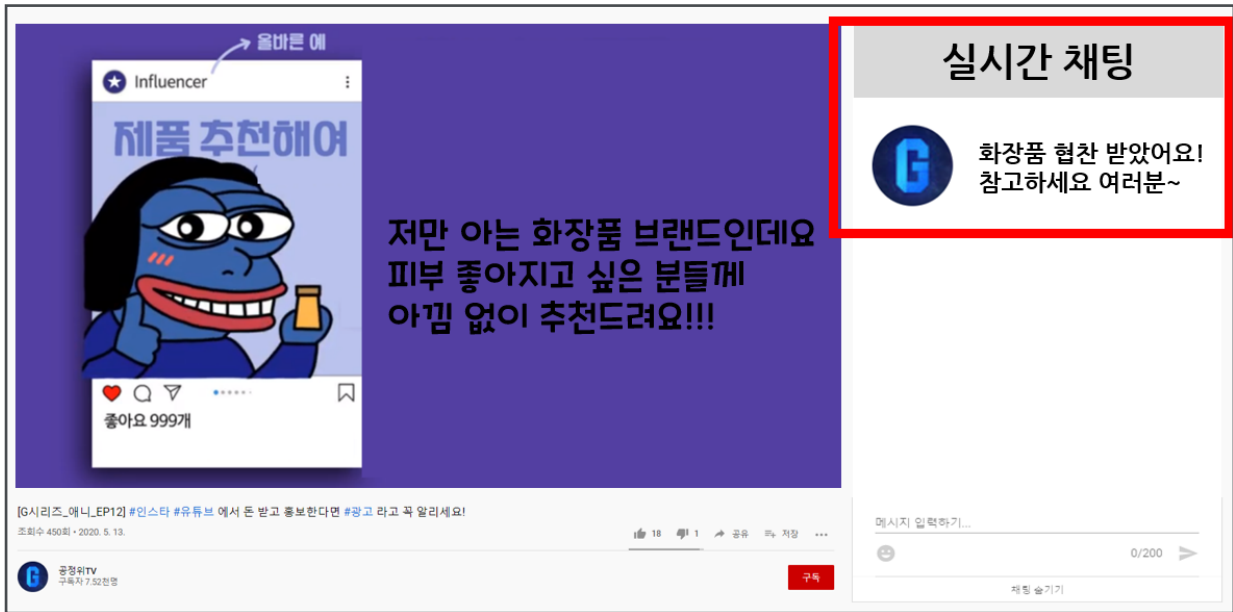 올바른 예
Influencer
제품 추천해여
저만 아는 화장품 브랜드인데요
피부 좋아지고 싶은 분들께
아낌 없이 추천드려요!!!
좋아요 999개
[G시리즈_애니_EP12] #인스타 #유튜브 에서 돈 받고 홍보한다면 #광고 라고 꼭 알리세요!
조회수 450회 • 2020. 5. 13.
18 1 공유 저장
공정위TV
구독자 7.52천명
구독
실시간 채팅
G
화장품 협찬 받았어요!
참고하세요 여러분~
메시지 입력하기...
0/200
채팅 숨기기